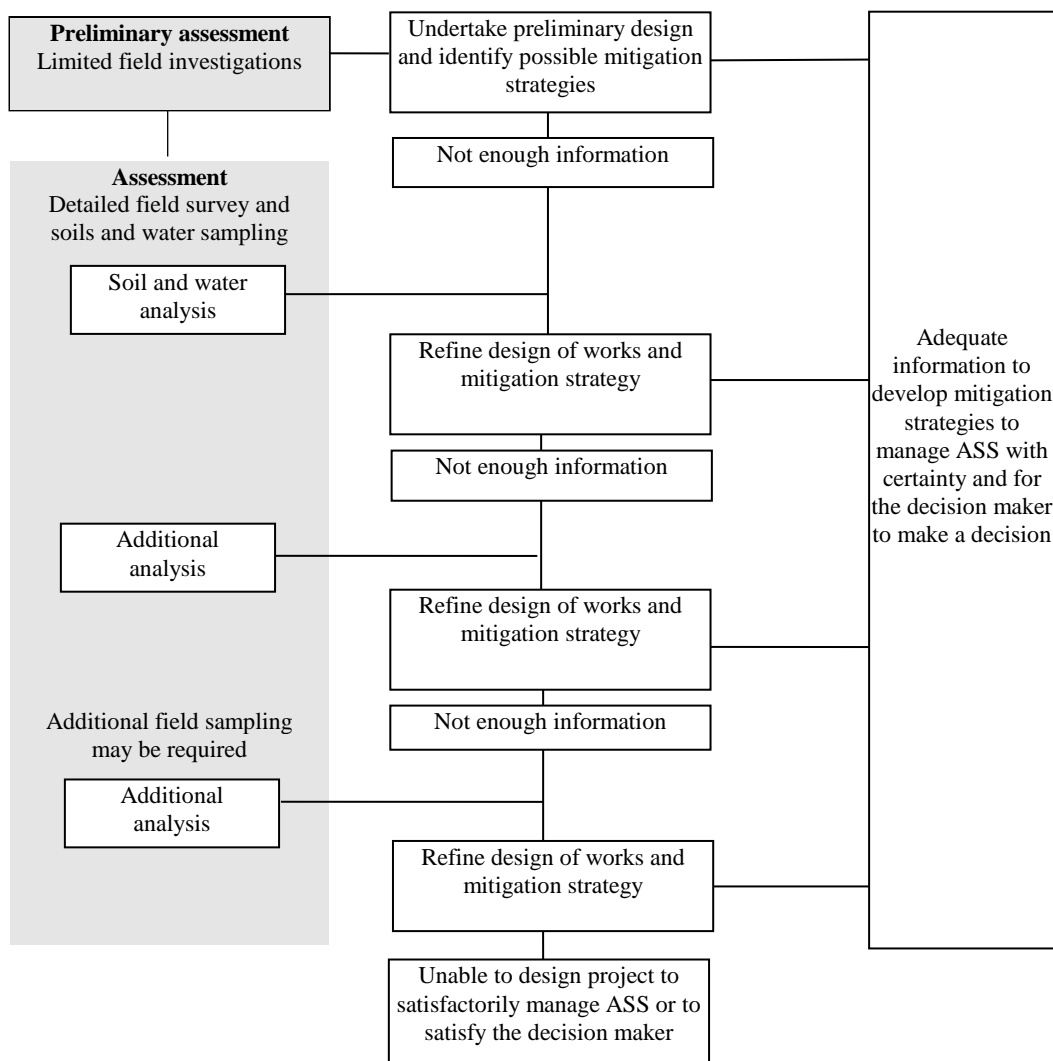 Preliminary assessment
Limited field investigations
Undertake preliminary design
and identify possible mitigation
strategies
Not enough information
Assessment
Detailed field survey and
soils and water sampling
Soil and water
analysis
Refine design of works and
mitigation strategy
Not enough information
Additional
analysis
Refine design of works and
mitigation strategy
Additional field sampling
may be required
Not enough information
Additional
analysis
Refine design of works and
mitigation strategy
Unable to design project to
satisfactorily manage ASS or to
satisfy the decision maker
Adequate
information to
develop mitigation
strategies to
manage ASS with
certainty and for
the decision maker
to make a decision